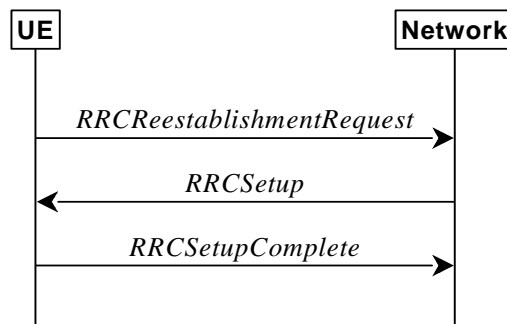 UE
Network
RRCReestablishmentRequest
RRCSetup
RRCSetupComplete